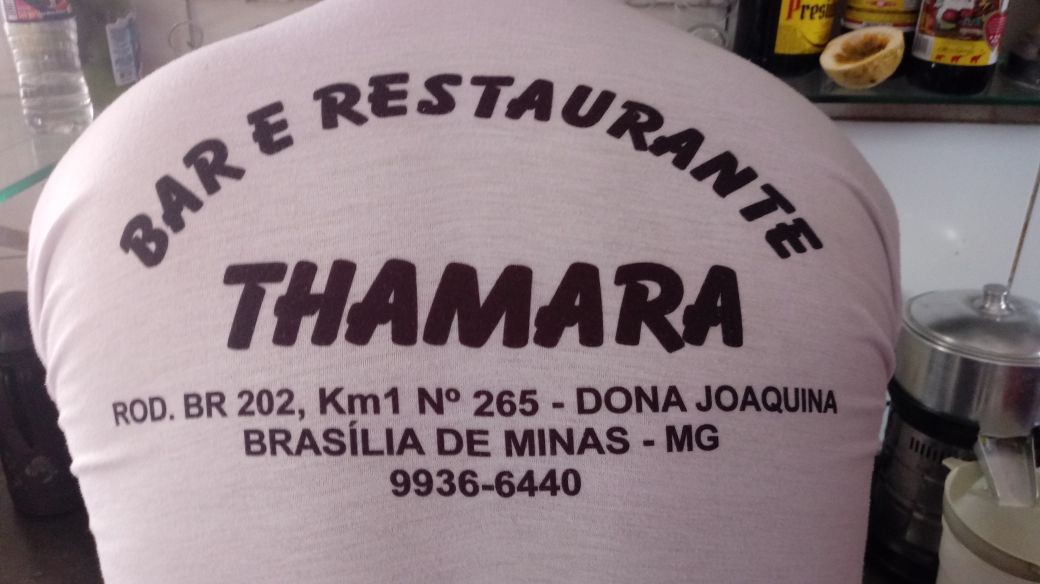 BAR E RESTAURANTE
THAMARA
ROD. BR 202, Km1 Nº 265 - DONA JOAQUINA
BRASÍLIA DE MINAS - MG
9936-6440